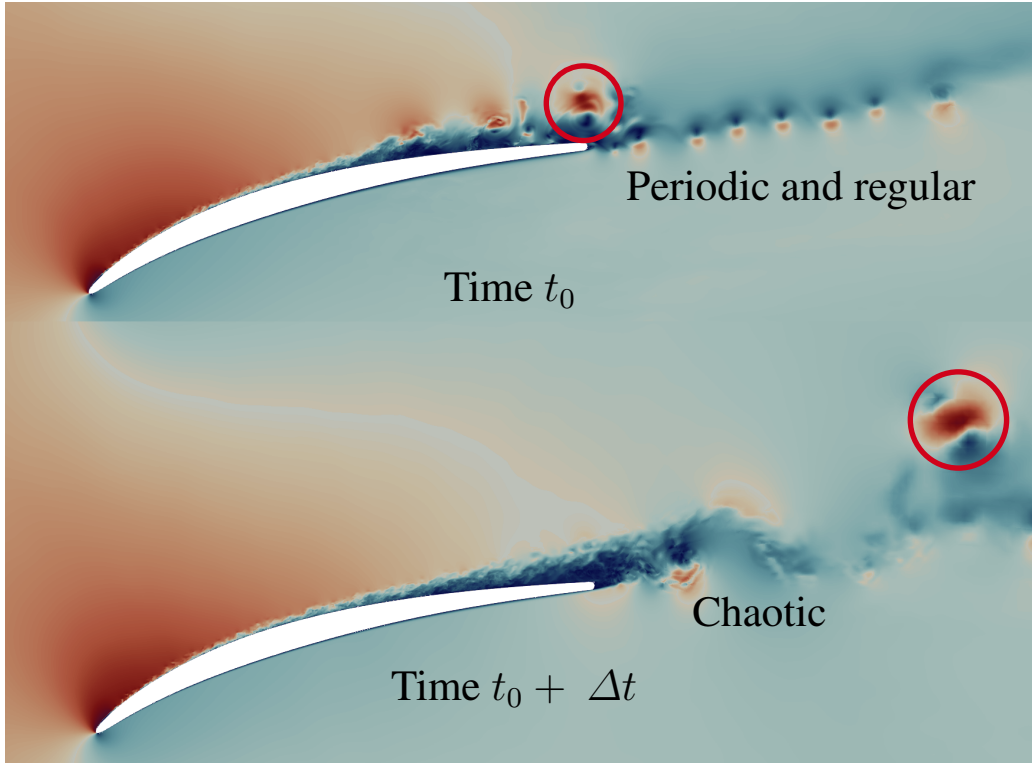 Periodic and regular
Time t₀
Chaotic
Time t₀ + Δt